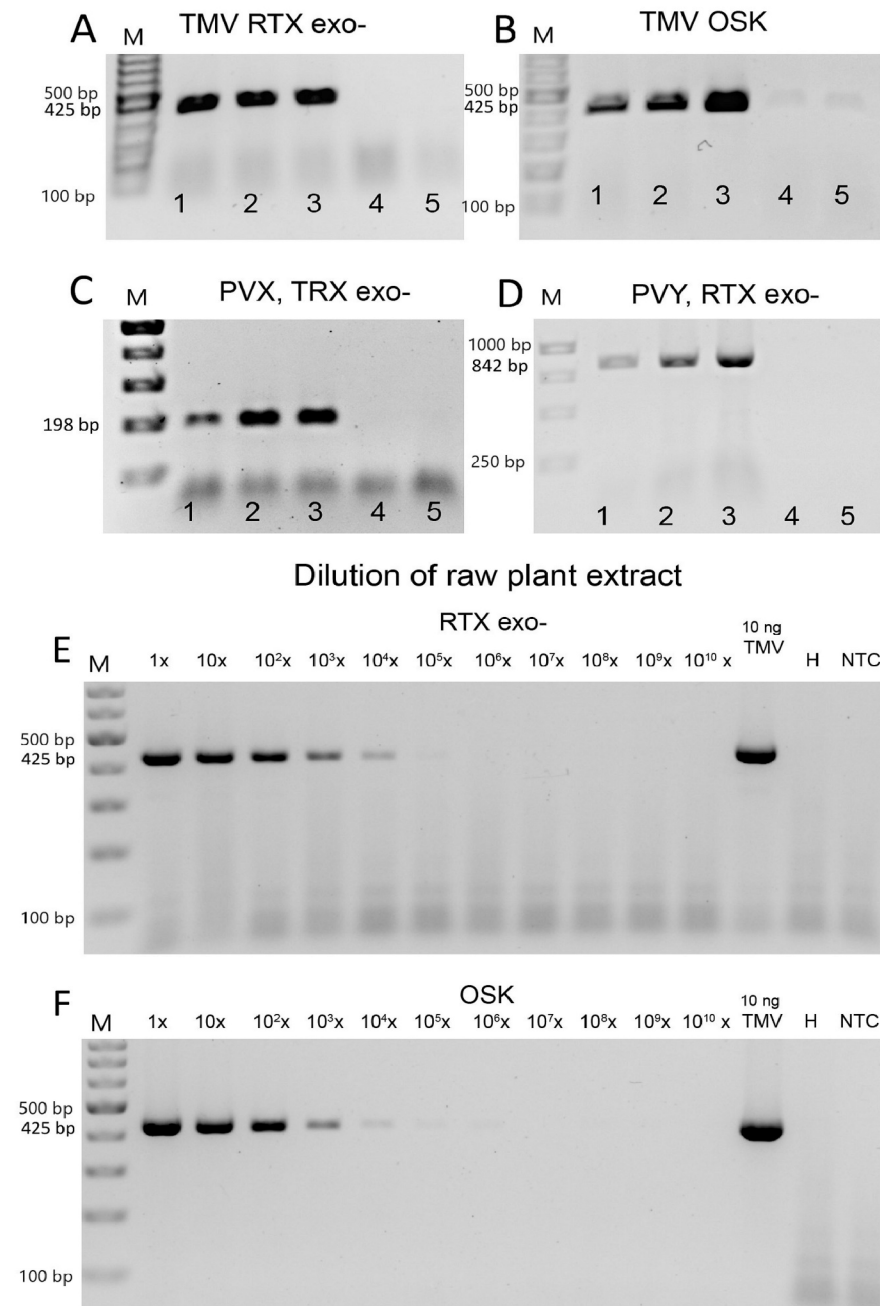 A M TMV RTX exo-
500 bp
425 bp
100 bp
1 2 3 4 5
B M TMV OSK
500 bp
425 bp
100 bp
1 2 3 4 5
C M PVX, TRX exo-
198 bp
1 2 3 4 5
D M PVY, RTX exo-
1000 bp
842 bp
250 bp
1 2 3 4 5
Dilution of raw plant extract
RTX exo-
E M 1x 10x 10²x 10³x 10⁴x 10⁵x 10⁶x 10⁷x 10⁸x 10⁹x 10¹⁰ x 10 ng TMV H NTC
500 bp
425 bp
100 bp
OSK
F M 1x 10x 10²x 10³x 10⁴x 10⁵x 10⁶x 10⁷x 10⁸x 10⁹x 10¹⁰ x 10 ng TMV H NTC
500 bp
425 bp
100 bp